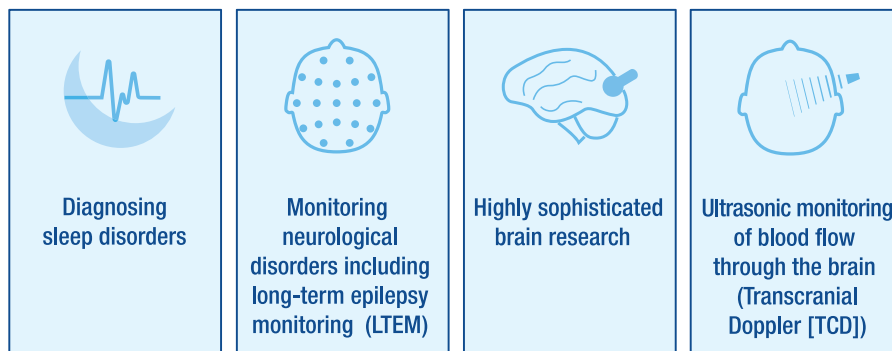 Diagnosing
sleep disorders
Monitoring
neurological
disorders including
long-term epilepsy
monitoring (LTEM)
Highly sophisticated
brain research
Ultrasonic monitoring
of blood flow
through the brain
(Transcranial
Doppler [TCD])